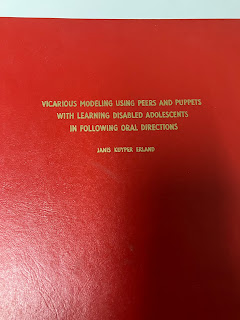 VICARIOUS MODELING USING PEERS AND PUPPETS
WITH LEARNING DISABLED ADOLESCENTS
IN FOLLOWING ORAL DIRECTIONS
JANIS KUYPER ERLAND